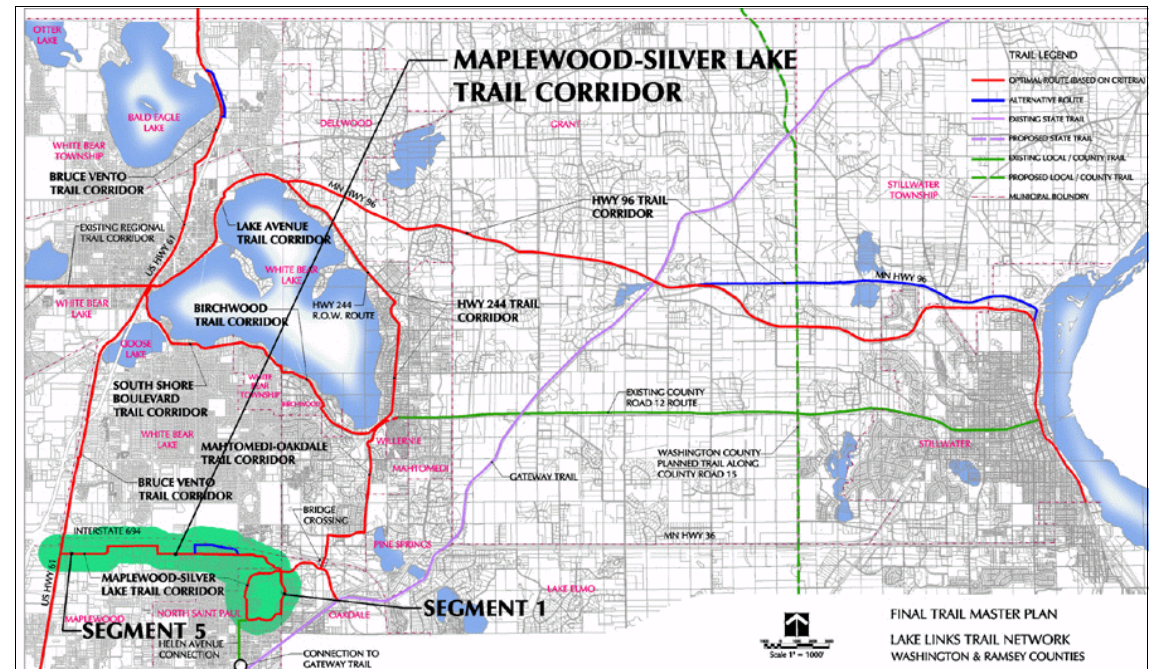 OTTER
LAKE
MAPLEWOOD-SILVER LAKE
TRAIL CORRIDOR
TRAIL LEGEND
OPTIMAL ROUTE (BASED ON CRITERIA)
ALTERNATIVE ROUTE
EXISTING STATE TRAIL
PROPOSED STATE TRAIL
EXISTING LOCAL / COUNTY TRAIL
PROPOSED LOCAL / COUNTY TRAIL
MUNICIPAL BOUNDARY
BALD EAGLE
LAKE
DELLWOOD
GRANT
WHITE BEAR
TOWNSHIP
BRUCE VENTO
TRAIL CORRIDOR
STILLWATER
TOWNSHIP
MN HWY 96
HWY 96 TRAIL
CORRIDOR
EXISTING REGIONAL
TRAIL CORRIDOR
US HWY 61
LAKE AVENUE
TRAIL CORRIDOR
WHITE BEAR
LAKE
MN HWY 96
WHITE BEAR
LAKE
BIRCHWOOD
TRAIL CORRIDOR
HWY 244
R.O.W. ROUTE
HWY 244 TRAIL
CORRIDOR
GOOSE
LAKE
SOUTH SHORE
BOULEVARD
TRAIL CORRIDOR
WHITE
BEAR
TOWNSHIP
BIRCHWOOD
EXISTING COUNTY
ROAD 12 ROUTE
WHITE BEAR
LAKE
MAHTOMEDI-OAKDALE
TRAIL CORRIDOR
WILLERNIE
MAHTOMEDI
STILLWATER
WASHINGTON COUNTY
PLANNED TRAIL ALONG
COUNTY ROAD 15
GATEWAY TRAIL
BRUCE VENTO
TRAIL CORRIDOR
BRIDGE
CROSSING
INTERSTATE 694
MN HWY 36
PINE SPRINGS
US HWY 61
MAPLEWOOD-SILVER
LAKE TRAIL CORRIDOR
LAKE ELMO
MAPLEWOOD
NORTH SAINT PAUL
OAKDALE
SEGMENT 1
SEGMENT 5
HELEN AVENUE
CONNECTION
CONNECTION TO
GATEWAY TRAIL
Scale 1" = 1000'
FINAL TRAIL MASTER PLAN
LAKE LINKS TRAIL NETWORK
WASHINGTON & RAMSEY COUNTIES